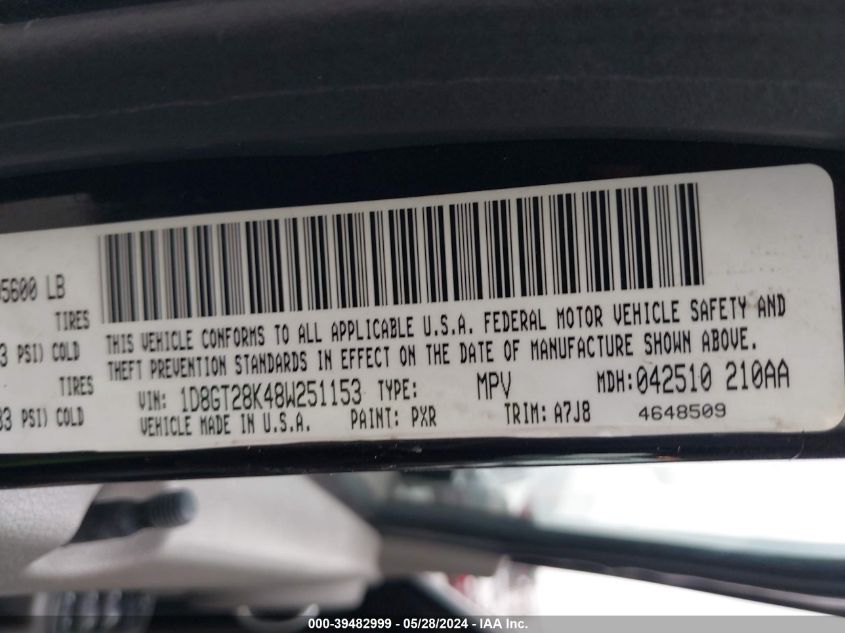 5600 LB
TIRES
PSI) COLD
TIRES
PSI) COLD
THIS VEHICLE CONFORMS TO ALL APPLICABLE U.S.A. FEDERAL MOTOR VEHICLE SAFETY AND
THEFT PREVENTION STANDARDS IN EFFECT ON THE DATE OF MANUFACTURE SHOWN ABOVE.
VIN: 1D8GT28K48W251153 TYPE: MPV MDH:042510 210AA
VEHICLE MADE IN U.S.A. PAINT: PXR TRIM: A7J8 4648509
000-39482999 | 05/28/2024 - IAA Inc.